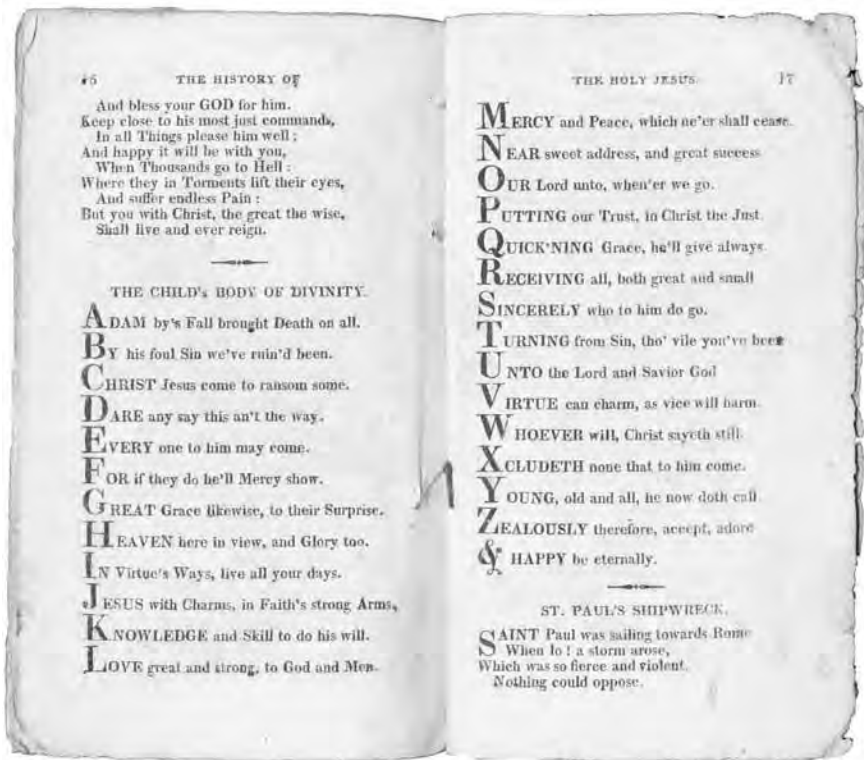 16 THE HISTORY OF
And bless your GOD for him.
Keep close to his most just commands,
In all Things please him well;
And happy it will be with you,
When Thousands go to Hell:
Where they in Torments lift their eyes,
And suffer endless Pain:
But you with Christ, the great the wise,
Shall live and ever reign.
THE CHILD's BODY OF DIVINITY.
ADAM by's Fall brought Death on all.
BY his foul Sin we've ruin'd been.
CHRIST Jesus come to ransom some.
DARE any say this an't the way.
EVERY one to him may come.
FOR if they do he'll Mercy show.
GREAT Grace likewise, to their Surprise.
HEAVEN here in view, and Glory too.
IN Virtue's Ways, live all your days.
JESUS with Charms, in Faith's strong Arms,
KNOWLEDGE and Skill to do his will.
LOVE great and strong, to God and Men.
THE HOLY JESUS. 17
MERCY and Peace, which ne'er shall cease.
NEAR sweet address, and great success
OUR Lord unto, when'er we go.
PUTTING our Trust, in Christ the Just.
QUICK'NING Grace, he'll give always
RECEIVING all, both great and small
SINCERELY who to him do go.
TURNING from Sin, tho' vile you've been
UNTO the Lord and Savior God
VIRTUE can charm, as vice will harm.
WHOEVER will, Christ sayeth still.
XCLUDETH none that to him come.
YOUNG, old and all, he now doth call
ZEALOUSLY therefore, accept, adore
& HAPPY be eternally.
ST. PAUL'S SHIPWRECK.
SAINT Paul was sailing towards Rome
When lo! a storm arose,
Which was so fierce and violent.
Nothing could oppose.